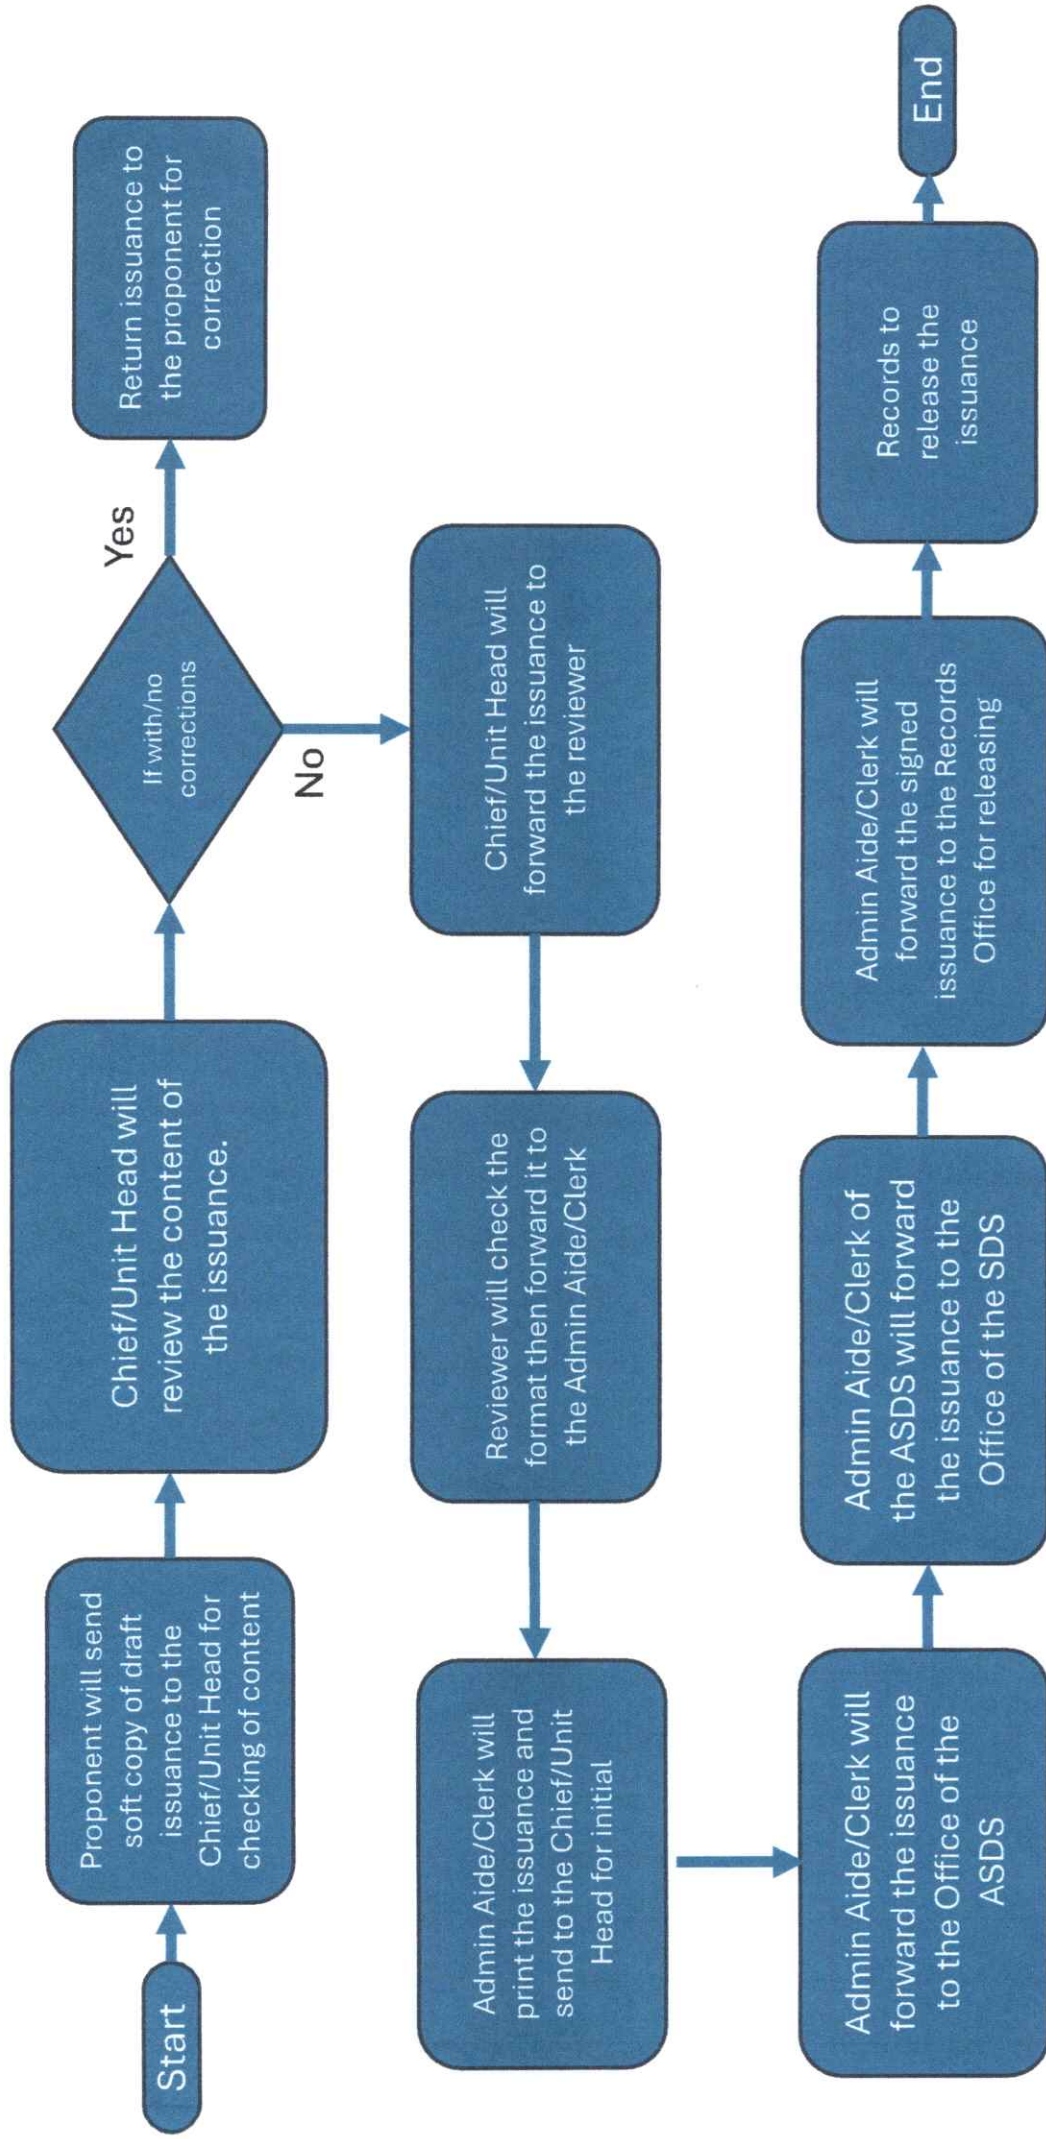 Start
Proponent will send
soft copy of draft
issuance to the
Chief/Unit Head for
checking of content
Chief/Unit Head will
review the content of
the issuance.
If with/no
corrections
Yes
Return issuance to
the proponent for
correction
No
Chief/Unit Head will
forward the issuance to
the reviewer
Reviewer will check the
format then forward it to
the Admin Aide/Clerk
Admin Aide/Clerk will
print the issuance and
send to the Chief/Unit
Head for initial
Admin Aide/Clerk will
forward the issuance
to the Office of the
ASDS
Admin Aide/Clerk of
the ASDS will forward
the issuance to the
Office of the SDS
Admin Aide/Clerk will
forward the signed
issuance to the Records
Office for releasing
Records to
release the
issuance
End